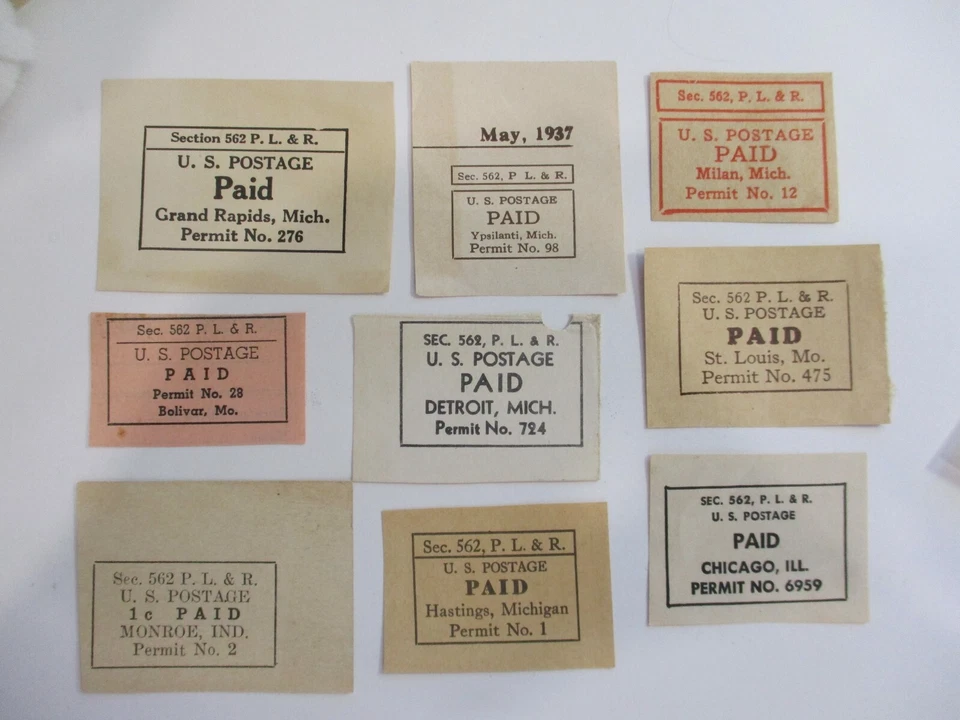 Section 562 P. L. & R.
U. S. POSTAGE
Paid
Grand Rapids, Mich.
Permit No. 276
May, 1937
Sec. 562, P L. & R.
U. S. POSTAGE
PAID
Ypsilanti, Mich.
Permit No. 98
Sec. 562, P. L. & R.
U. S. POSTAGE
PAID
Milan, Mich.
Permit No. 12
Sec. 562 P. L. & R.
U. S. POSTAGE
PAID
Permit No. 28
Bolivar, Mo.
SEC. 562, P. L. & R.
U. S. POSTAGE
PAID
DETROIT, MICH.
Permit No. 724
Sec. 562 P. L. & R.
U. S. POSTAGE
PAID
St. Louis, Mo.
Permit No. 475
Sec. 562 P. L. & R.
U. S. POSTAGE
1c PAID
MONROE, IND.
Permit No. 2
Sec. 562, P. L. & R.
U. S. POSTAGE
PAID
Hastings, Michigan
Permit No. 1
SEC. 562, P. L. & R.
U. S. POSTAGE
PAID
CHICAGO, ILL.
PERMIT NO. 6959